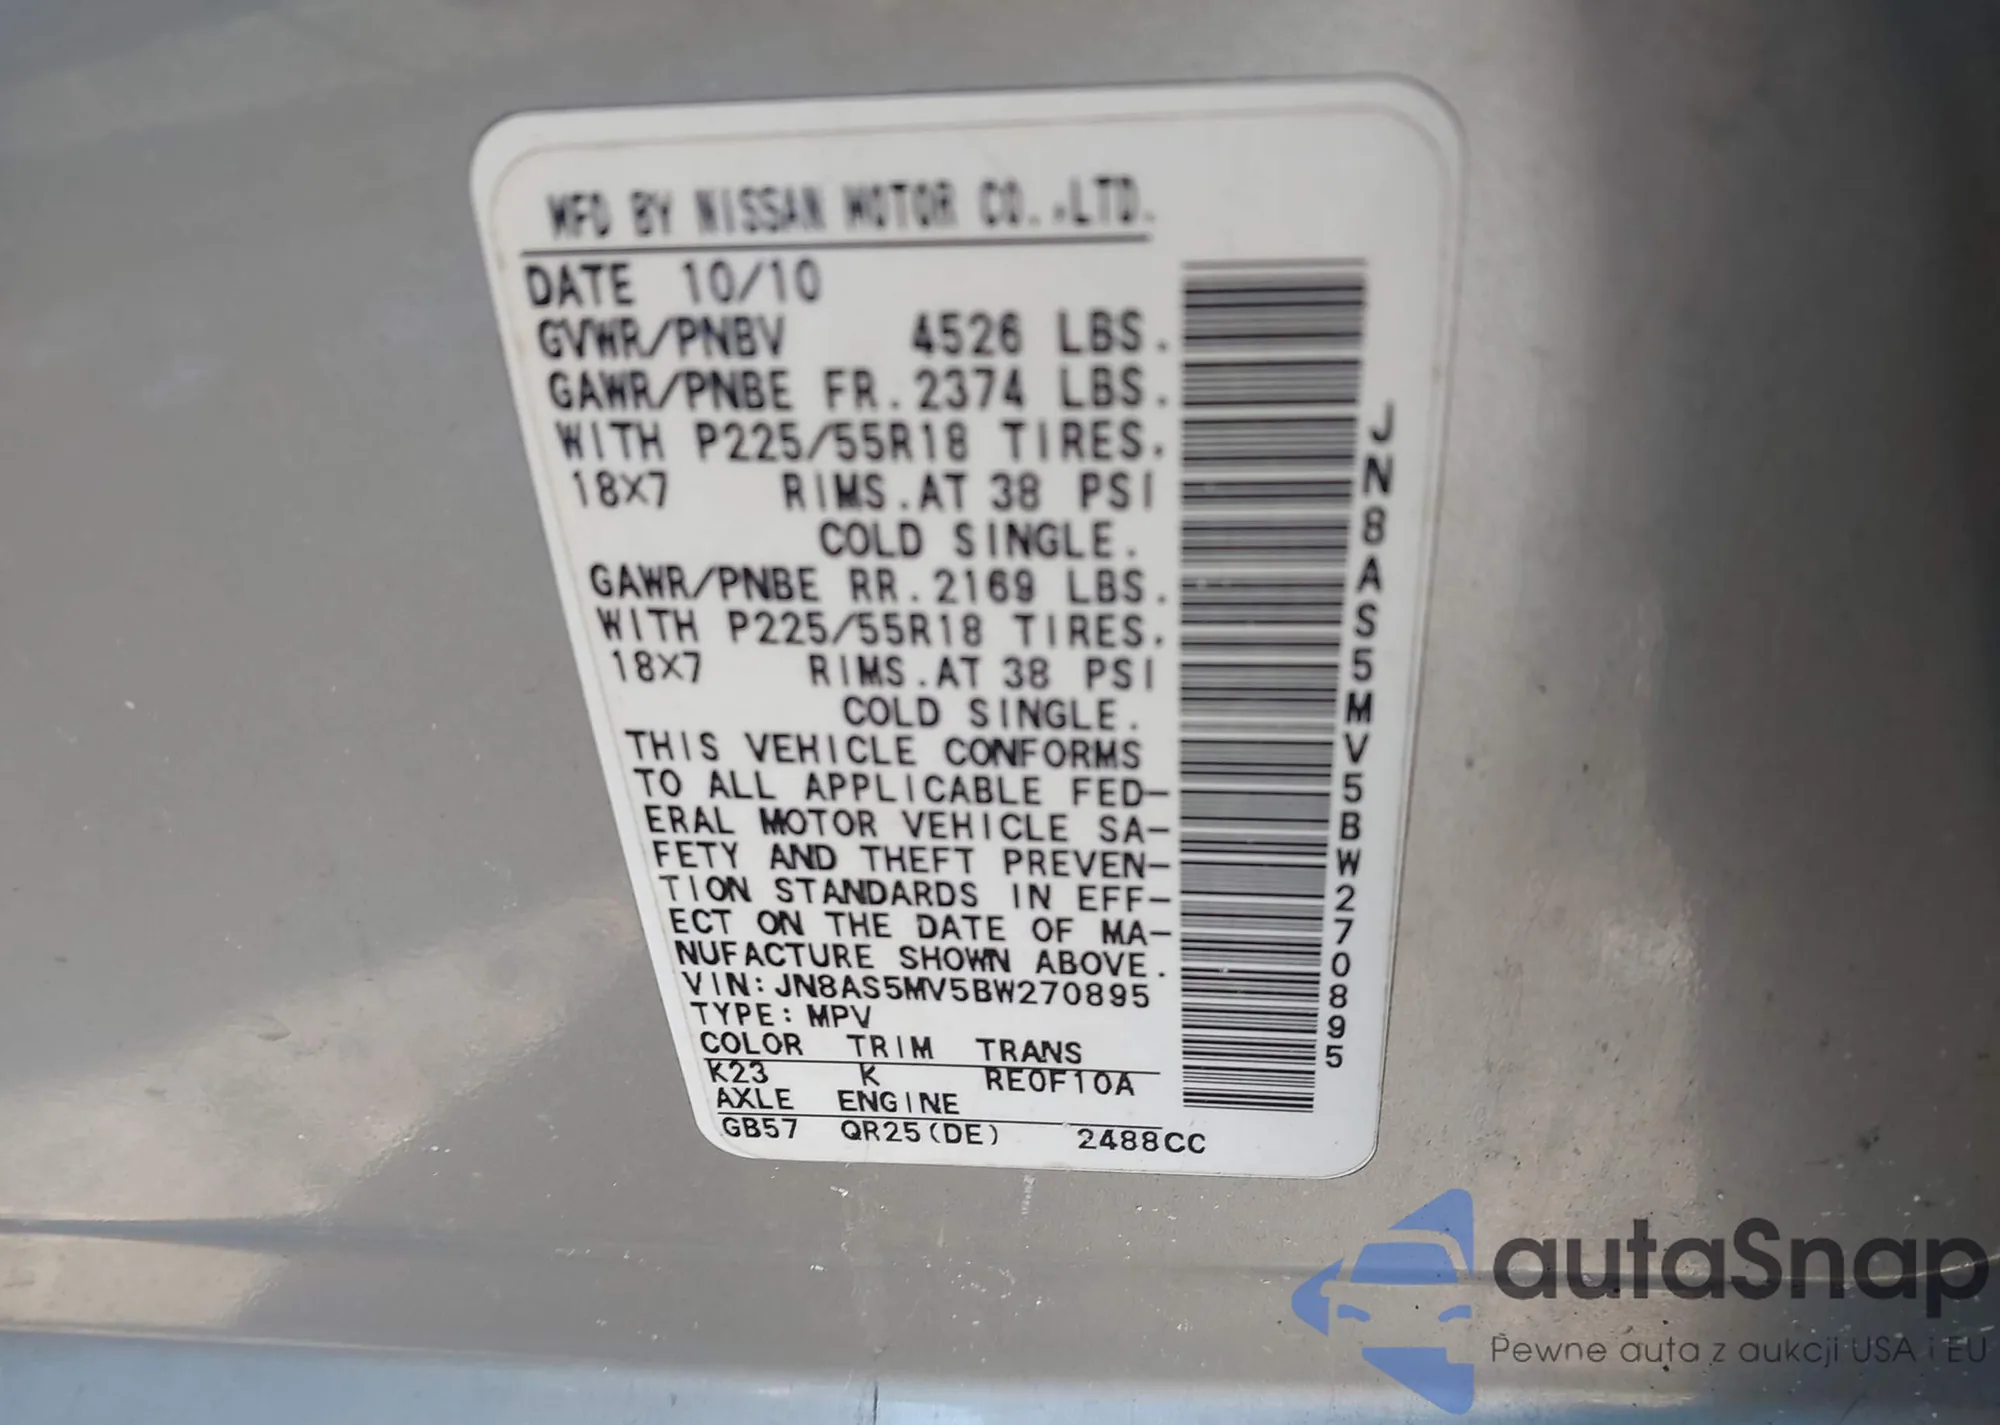 MFD BY NISSAN MOTOR CO.,LTD.
DATE 10/10
GVWR/PNBV 4526 LBS.
GAWR/PNBE FR.2374 LBS.
WITH P225/55R18 TIRES.
18X7 RIMS.AT 38 PSI
COLD SINGLE.
GAWR/PNBE RR.2169 LBS.
WITH P225/55R18 TIRES.
18X7 RIMS.AT 38 PSI
COLD SINGLE.
THIS VEHICLE CONFORMS
TO ALL APPLICABLE FED-
ERAL MOTOR VEHICLE SA-
FETY AND THEFT PREVEN-
TION STANDARDS IN EFF-
ECT ON THE DATE OF MA-
NUFACTURE SHOWN ABOVE.
VIN:JN8AS5MV5BW270895
TYPE:MPV
COLOR TRIM TRANS
K23 K RE0F10A
AXLE ENGINE
GB57 QR25(DE) 2488CC
JN8AS5MV5BW270895
autaSnap
Pewne auta z aukcji USA i EU